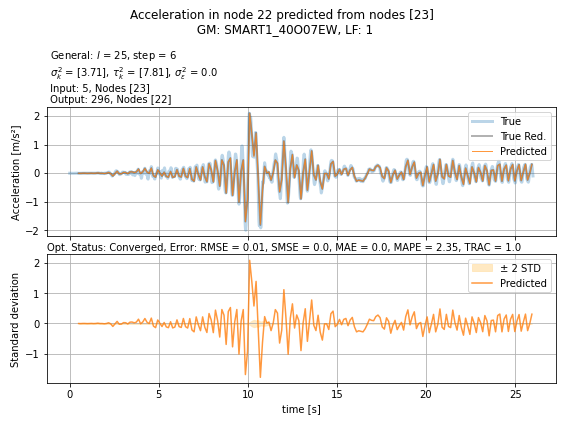 Acceleration in node 22 predicted from nodes [23]
GM: SMART1_40O07EW, LF: 1
General: l = 25, step = 6
σ²ₖ = [3.71], τ²ₖ = [7.81], σ²ε = 0.0
Input: 5, Nodes [23]
Output: 296, Nodes [22]
Acceleration [m/s²]
2
1
0
−1
−2
True
True Red.
Predicted
Opt. Status: Converged, Error: RMSE = 0.01, SMSE = 0.0, MAE = 0.0, MAPE = 2.35, TRAC = 1.0
Standard deviation
2
1
0
−1
± 2 STD
Predicted
0 5 10 15 20 25
time [s]